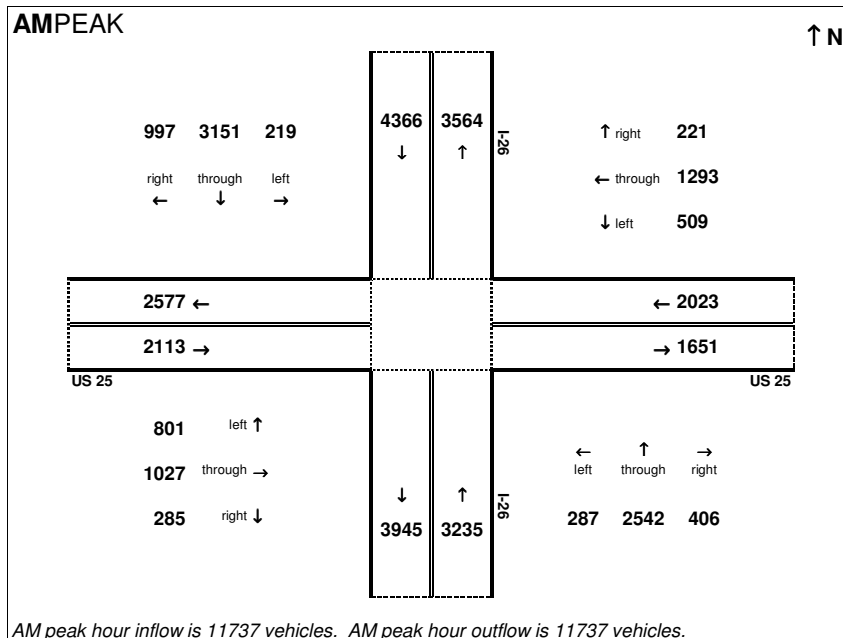 AMPEAK
↑ N
997 3151 219
right through left
← ↓ →
4366 3564
↓ ↑
I-26
↑ right 221
← through 1293
↓ left 509
2577 ←
← 2023
2113 →
→ 1651
US 25
US 25
801 left ↑
1027 through →
285 right ↓
↓ ↑
3945 3235
I-26
← ↑ →
left through right
287 2542 406
AM peak hour inflow is 11737 vehicles. AM peak hour outflow is 11737 vehicles.